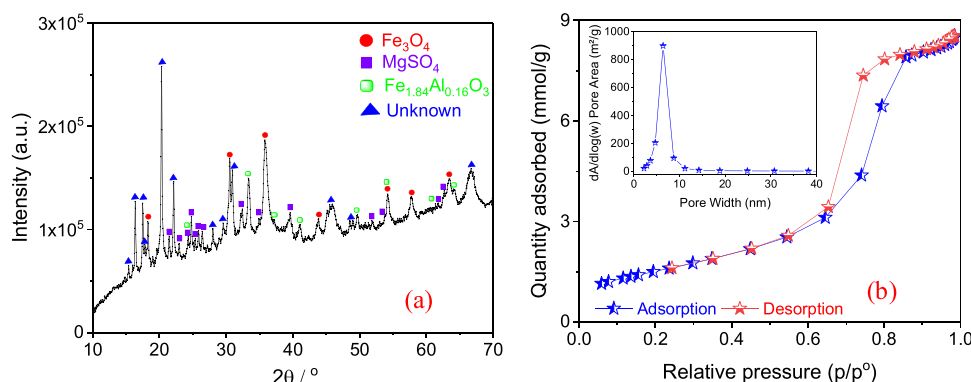 3x10⁵
2x10⁵
1x10⁵
0
Intensity (a.u.)
Fe₃O₄
MgSO₄
Fe₁.₈₄Al₀.₁₆O₃
Unknown
(a)
10 20 30 40 50 60 70
2θ / °
9
6
3
0
Quantity adsorbed (mmol/g)
1000
800
600
400
200
0
dA/dlog(w) Pore Area (m²/g)
0 10 20 30 40
Pore Width (nm)
Adsorption Desorption
(b)
0.0 0.2 0.4 0.6 0.8 1.0
Relative pressure (p/pº)